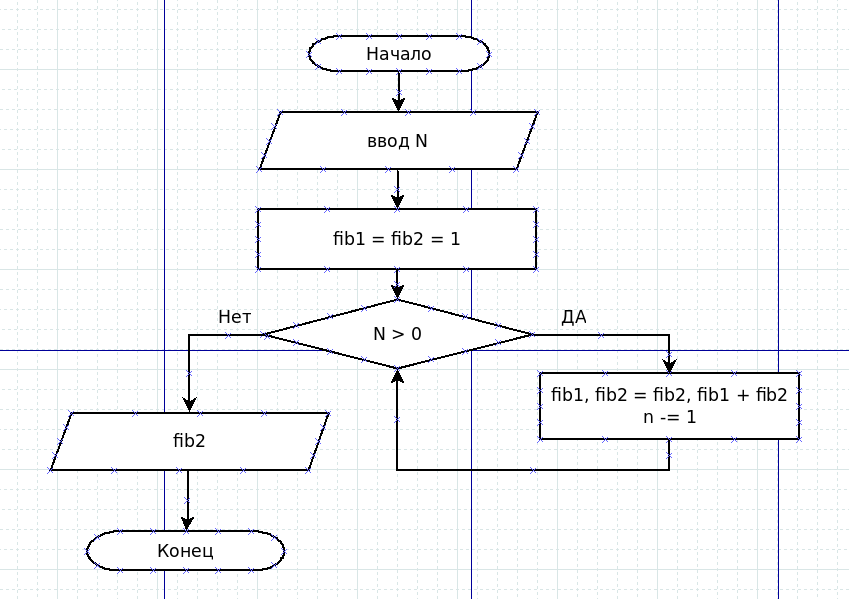 Начало
ввод N
fib1 = fib2 = 1
N > 0
Нет
ДА
fib1, fib2 = fib2, fib1 + fib2
n -= 1
fib2
Конец